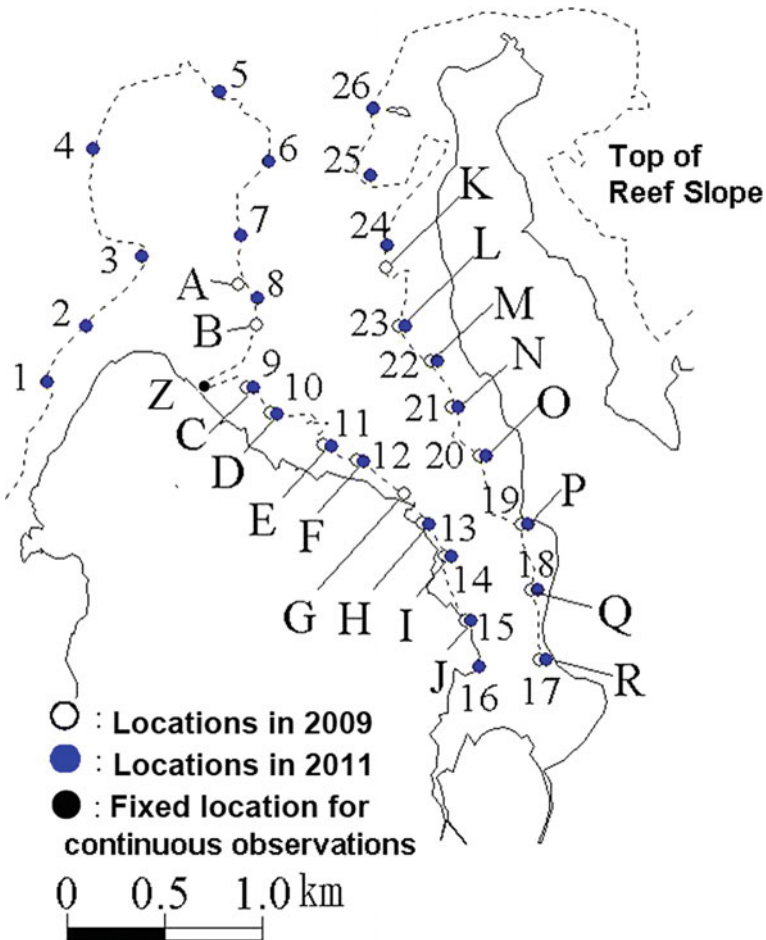 5
26
4
6
25
Top of
Reef Slope
K
7
24
3
A
8
L
2
B
23
M
1
22
N
9
Z
10
21
C
O
11
D
12
20
E
19
P
F
13
18
G
H
14
I
Q
15
J
16
17
R
: Locations in 2009
: Locations in 2011
: Fixed location for
continuous observations
0 0.5 1.0 km